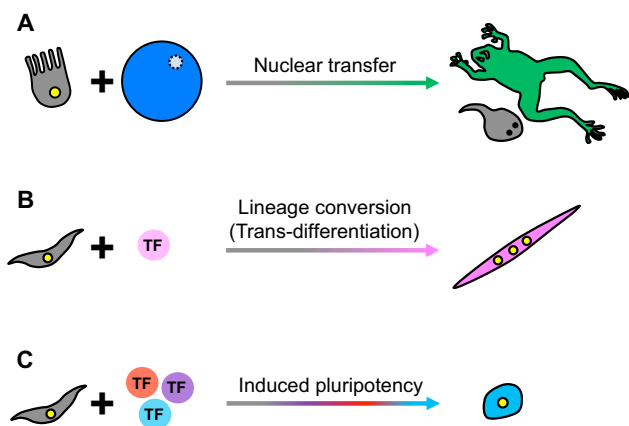 A
+
Nuclear transfer
B
+
TF
Lineage conversion
(Trans-differentiation)
C
+
TF
TF
TF
Induced pluripotency